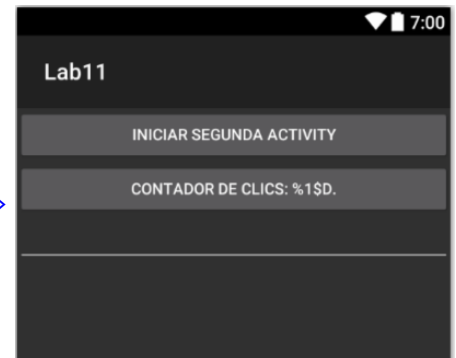 7:00
Lab11
INICIAR SEGUNDA ACTIVITY
CONTADOR DE CLICS: %1$D.